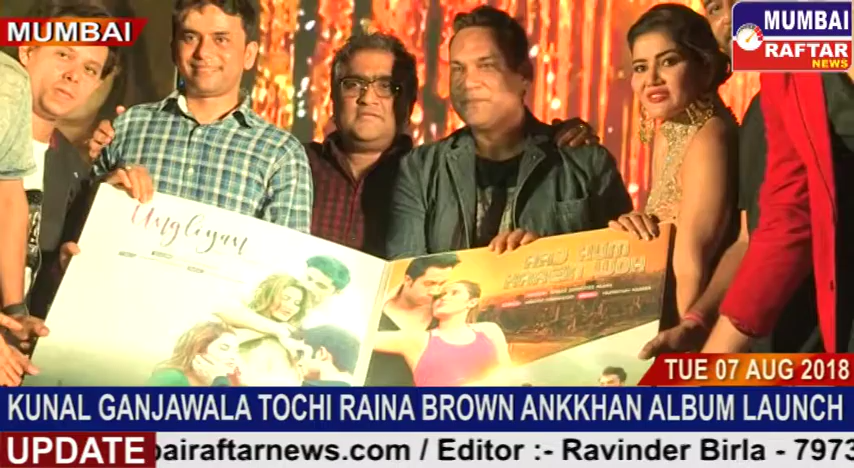 MUMBAI
MUMBAI
RAFTAR
NEWS
Ungliyan
AAO HUM
KAREIN WOH
TUE 07 AUG 2018
KUNAL GANJAWALA TOCHI RAINA BROWN ANKKHAN ALBUM LAUNCH
UPDATE
bairaftarnews.com / Editor :- Ravinder Birla - 7973